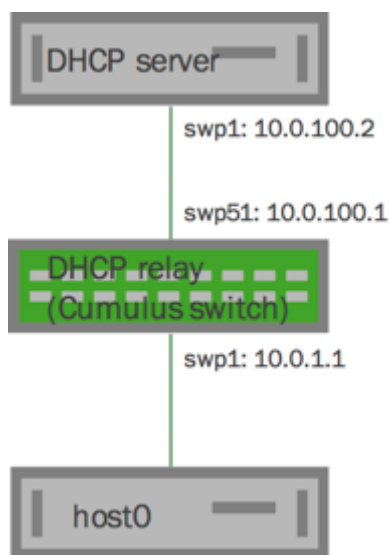 DHCP server
swp1: 10.0.100.2
swp51: 10.0.100.1
DHCP relay
(Cumulus switch)
swp1: 10.0.1.1
host0